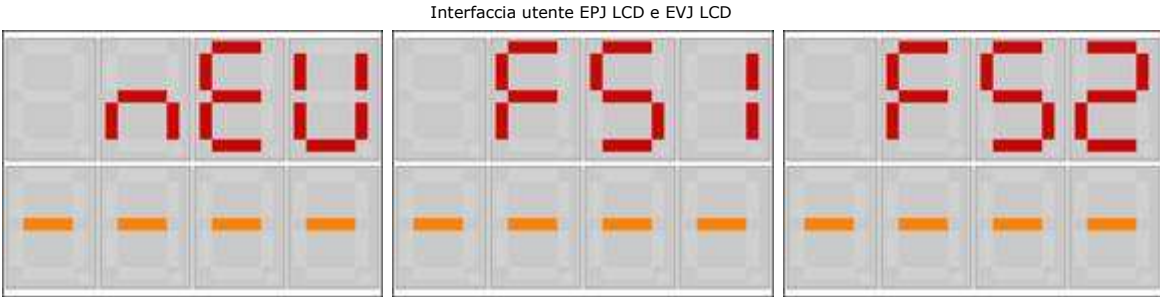 Interfaccia utente EPJ LCD e EVJ LCD
nEU FS1 FS2
---- ---- ----